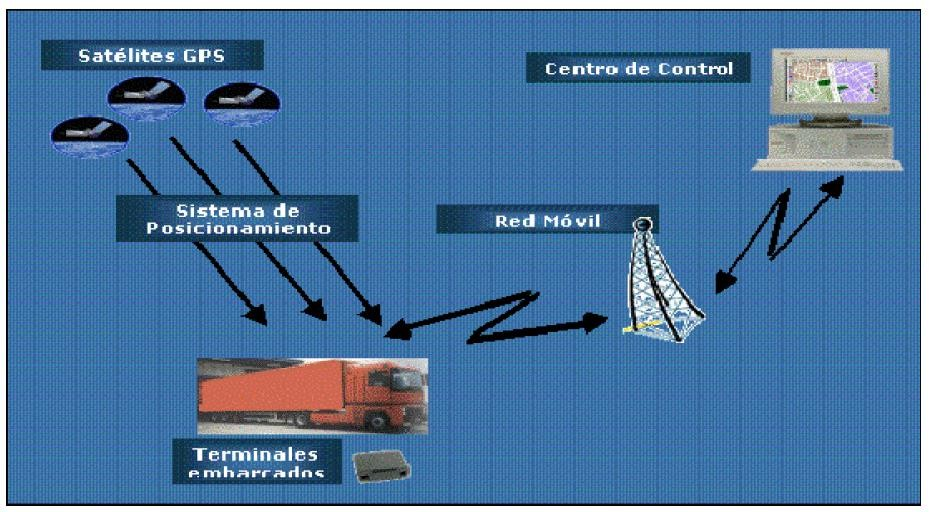 Satélites GPS
Centro de Control
Sistema de
Posicionamiento
Red Móvil
Terminales
embarcados